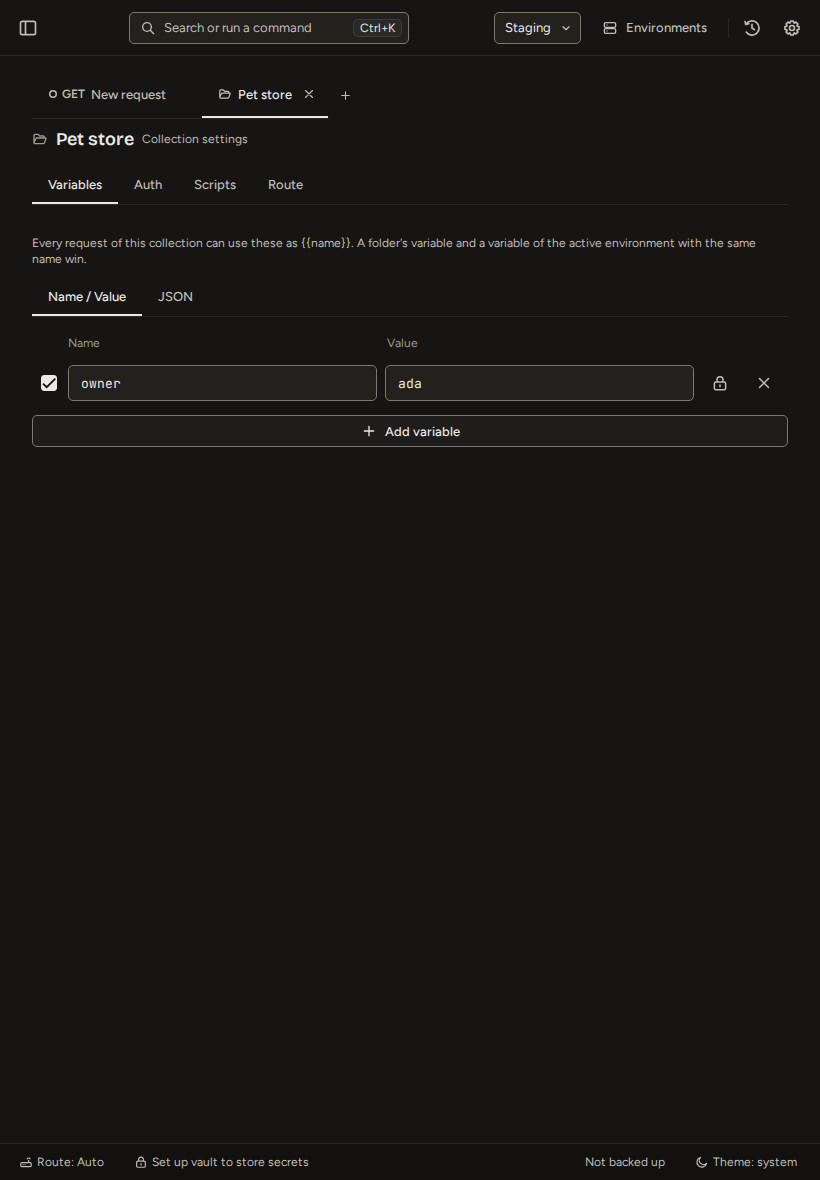 Search or run a command Ctrl+K Staging Environments
GET New request Pet store
Pet store Collection settings
Variables Auth Scripts Route
Every request of this collection can use these as {{name}}. A folder's variable and a variable of the active environment with the same
name win.
Name / Value JSON
Name Value
owner ada
Add variable
Route: Auto Set up vault to store secrets Not backed up Theme: system